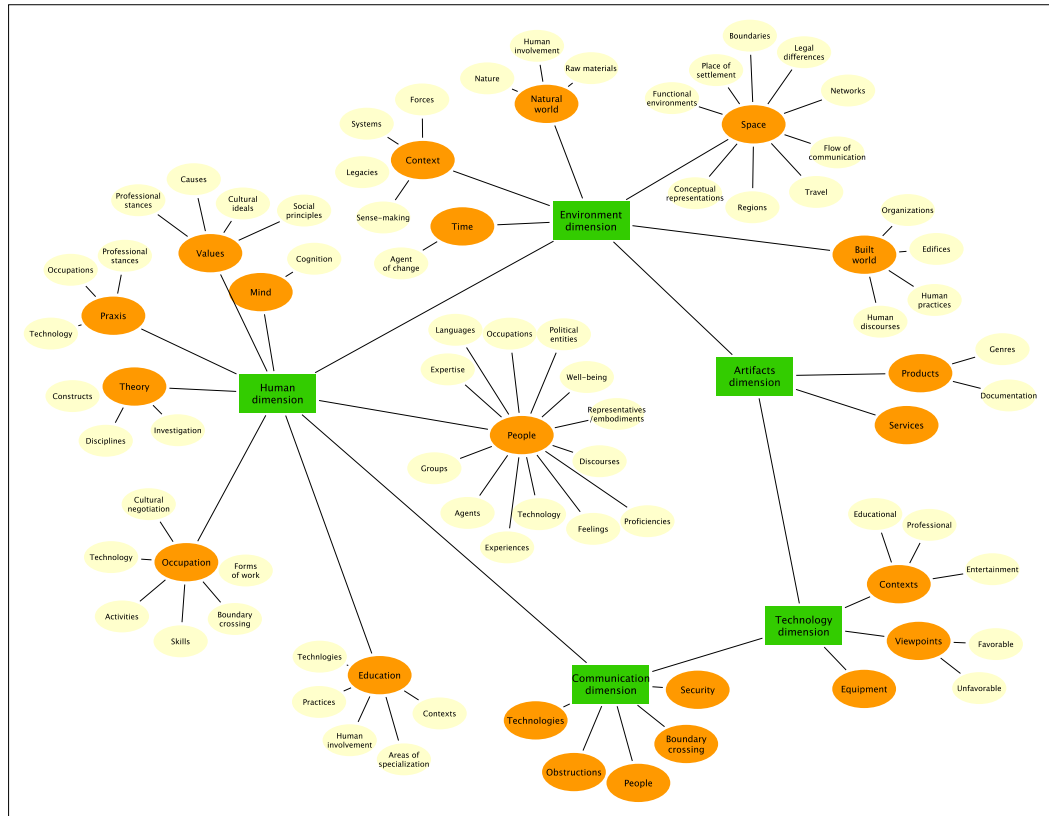 Boundaries
Human
involvement
Legal
differences
Place of
settlement
Raw materials
Nature
Networks
Functional
environments
Forces
Natural
world
Systems
Space
Context
Flow of
communication
Legacies
Causes
Conceptual
representations
Travel
Professional
stances
Cultural
ideals
Social
principles
Regions
Sense-making
Organizations
Environment
dimension
Time
Professional
stances
Values
Edifices
Built
world
Agent
of change
Cognition
Occupations
Mind
Human
practices
Praxis
Human
discourses
Technology
Languages
Occupations
Political
entities
Genres
Expertise
Well-being
Artifacts
dimension
Products
Theory
Human
dimension
Constructs
Documentation
Representatives
/embodiments
Services
Investigation
People
Disciplines
Discourses
Groups
Cultural
negotiation
Agents
Technology
Proficiencies
Educational
Professional
Feelings
Experiences
Technology
Occupation
Forms
of work
Entertainment
Contexts
Activities
Boundary
crossing
Technology
dimension
Skills
Viewpoints
Favorable
Technlogies
Education
Communication
dimension
Security
Equipment
Unfavorable
Practices
Contexts
Technologies
Human
involvement
Boundary
crossing
Areas of
specialization
Obstructions
People